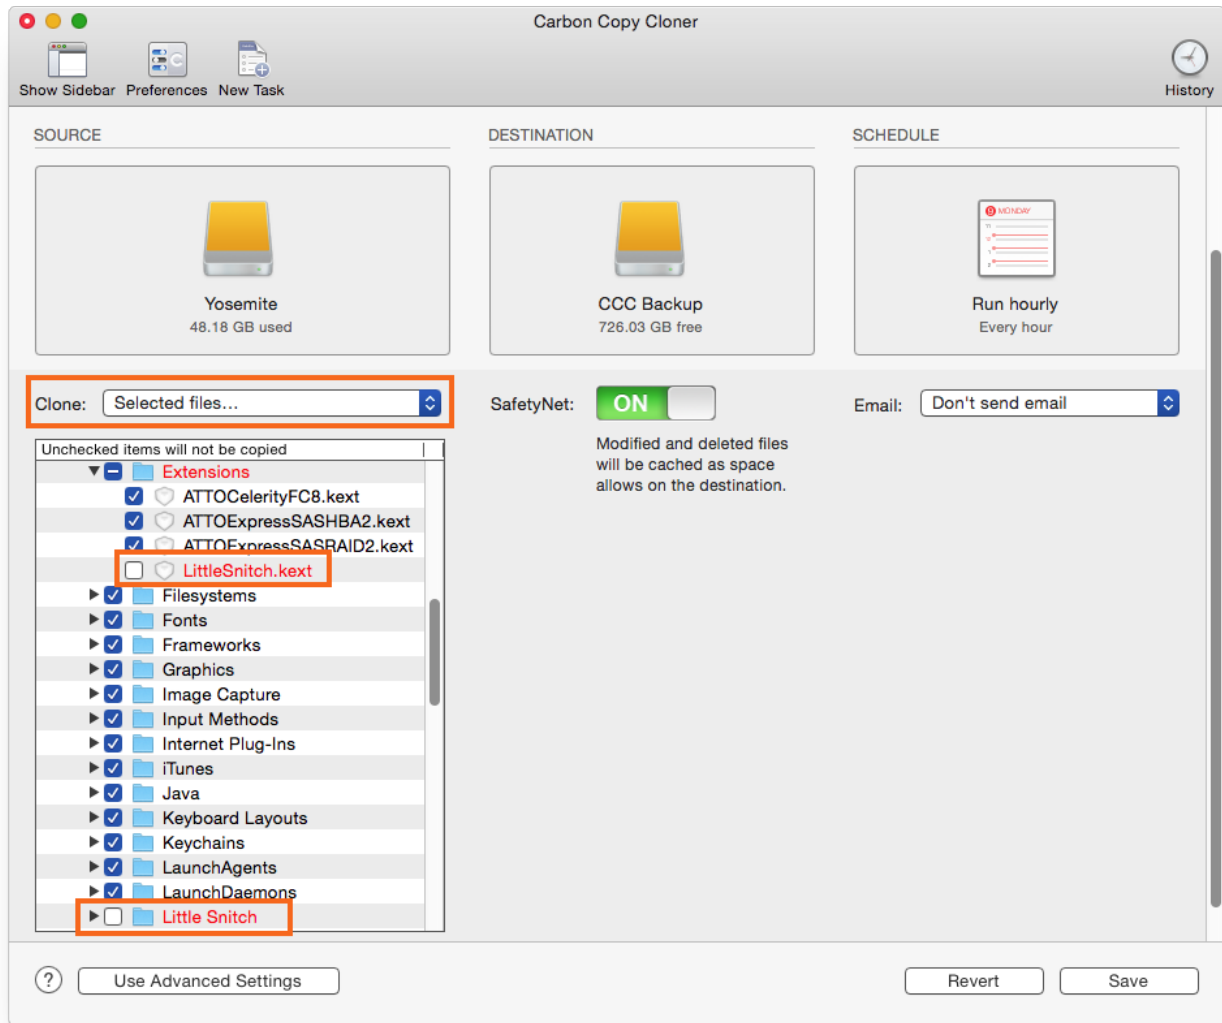 Carbon Copy Cloner
Show Sidebar Preferences New Task
History
SOURCE
DESTINATION
SCHEDULE
MONDAY
Yosemite
48.18 GB used
CCC Backup
726.03 GB free
Run hourly
Every hour
Clone: Selected files...
SafetyNet: ON
Email: Don't send email
Modified and deleted files
will be cached as space
allows on the destination.
Unchecked items will not be copied
Extensions
ATTOCelerityFC8.kext
ATTOExpressSASHBA2.kext
ATTOExpressSASRAID2.kext
LittleSnitch.kext
Filesystems
Fonts
Frameworks
Graphics
Image Capture
Input Methods
Internet Plug-Ins
iTunes
Java
Keyboard Layouts
Keychains
LaunchAgents
LaunchDaemons
Little Snitch
? Use Advanced Settings
Revert
Save